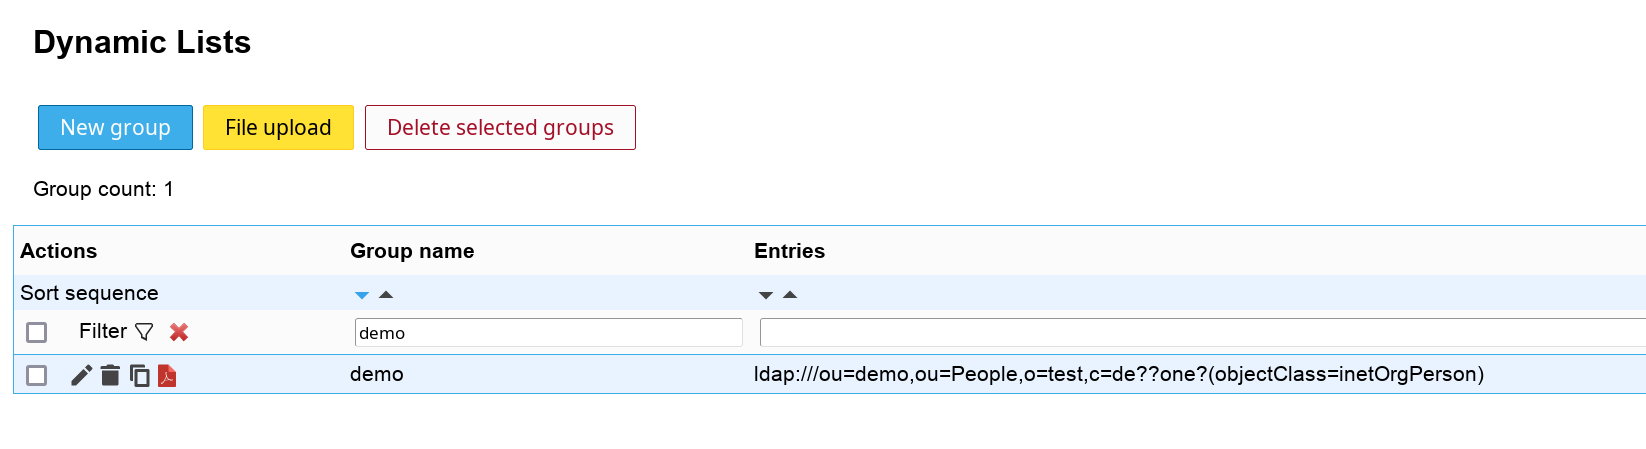 Dynamic Lists
New group File upload Delete selected groups
Group count: 1
Actions Group name Entries
Sort sequence
Filter demo
demo ldap:///ou=demo,ou=People,o=test,c=de??one?(objectClass=inetOrgPerson)